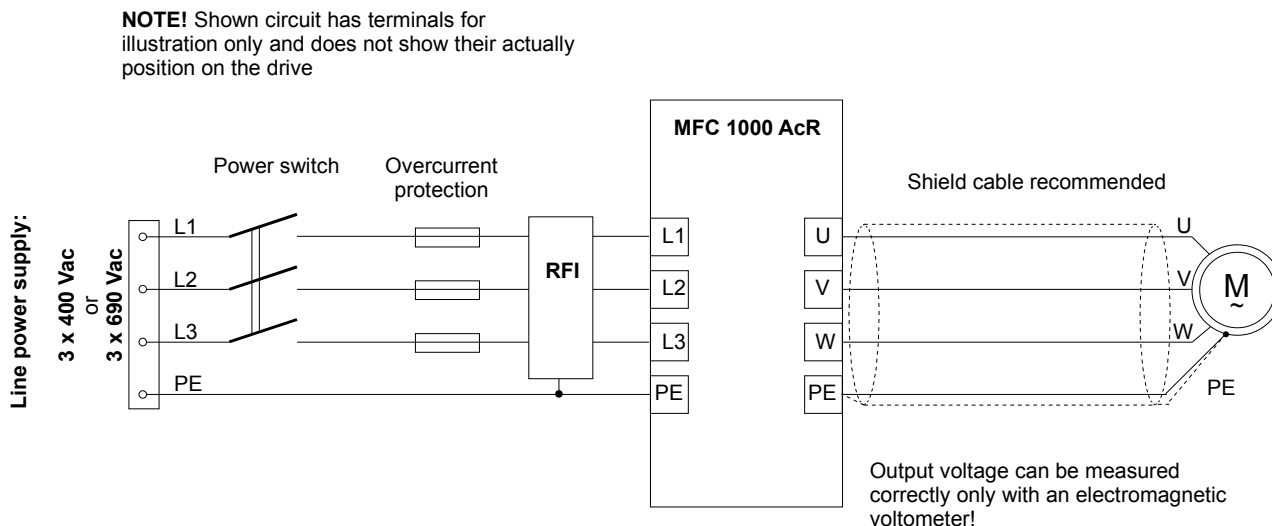 NOTE! Shown circuit has terminals for
illustration only and does not show their actually
position on the drive
MFC 1000 AcR
Power switch
Overcurrent
protection
Shield cable recommended
Line power supply:
3 x 400 Vac
or
3 x 690 Vac
L1
L2
L3
PE
RFI
L1
L2
L3
PE
U
V
W
PE
U
V
W
PE
M
~
Output voltage can be measured
correctly only with an electromagnetic
voltometer!